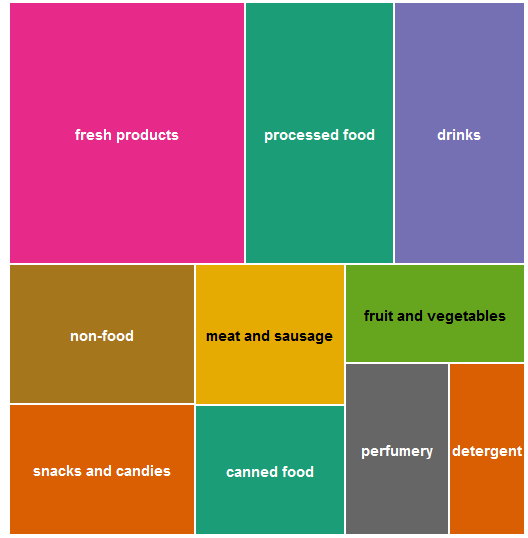 fresh products
processed food
drinks
non-food
meat and sausage
fruit and vegetables
snacks and candies
canned food
perfumery
detergent